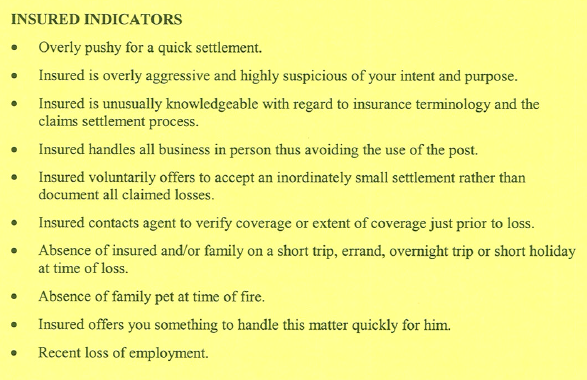 INSURED INDICATORS
• Overly pushy for a quick settlement.
• Insured is overly aggressive and highly suspicious of your intent and purpose.
• Insured is unusually knowledgeable with regard to insurance terminology and the
claims settlement process.
• Insured handles all business in person thus avoiding the use of the post.
• Insured voluntarily offers to accept an inordinately small settlement rather than
document all claimed losses.
• Insured contacts agent to verify coverage or extent of coverage just prior to loss.
• Absence of insured and/or family on a short trip, errand, overnight trip or short holiday
at time of loss.
• Absence of family pet at time of fire.
• Insured offers you something to handle this matter quickly for him.
• Recent loss of employment.